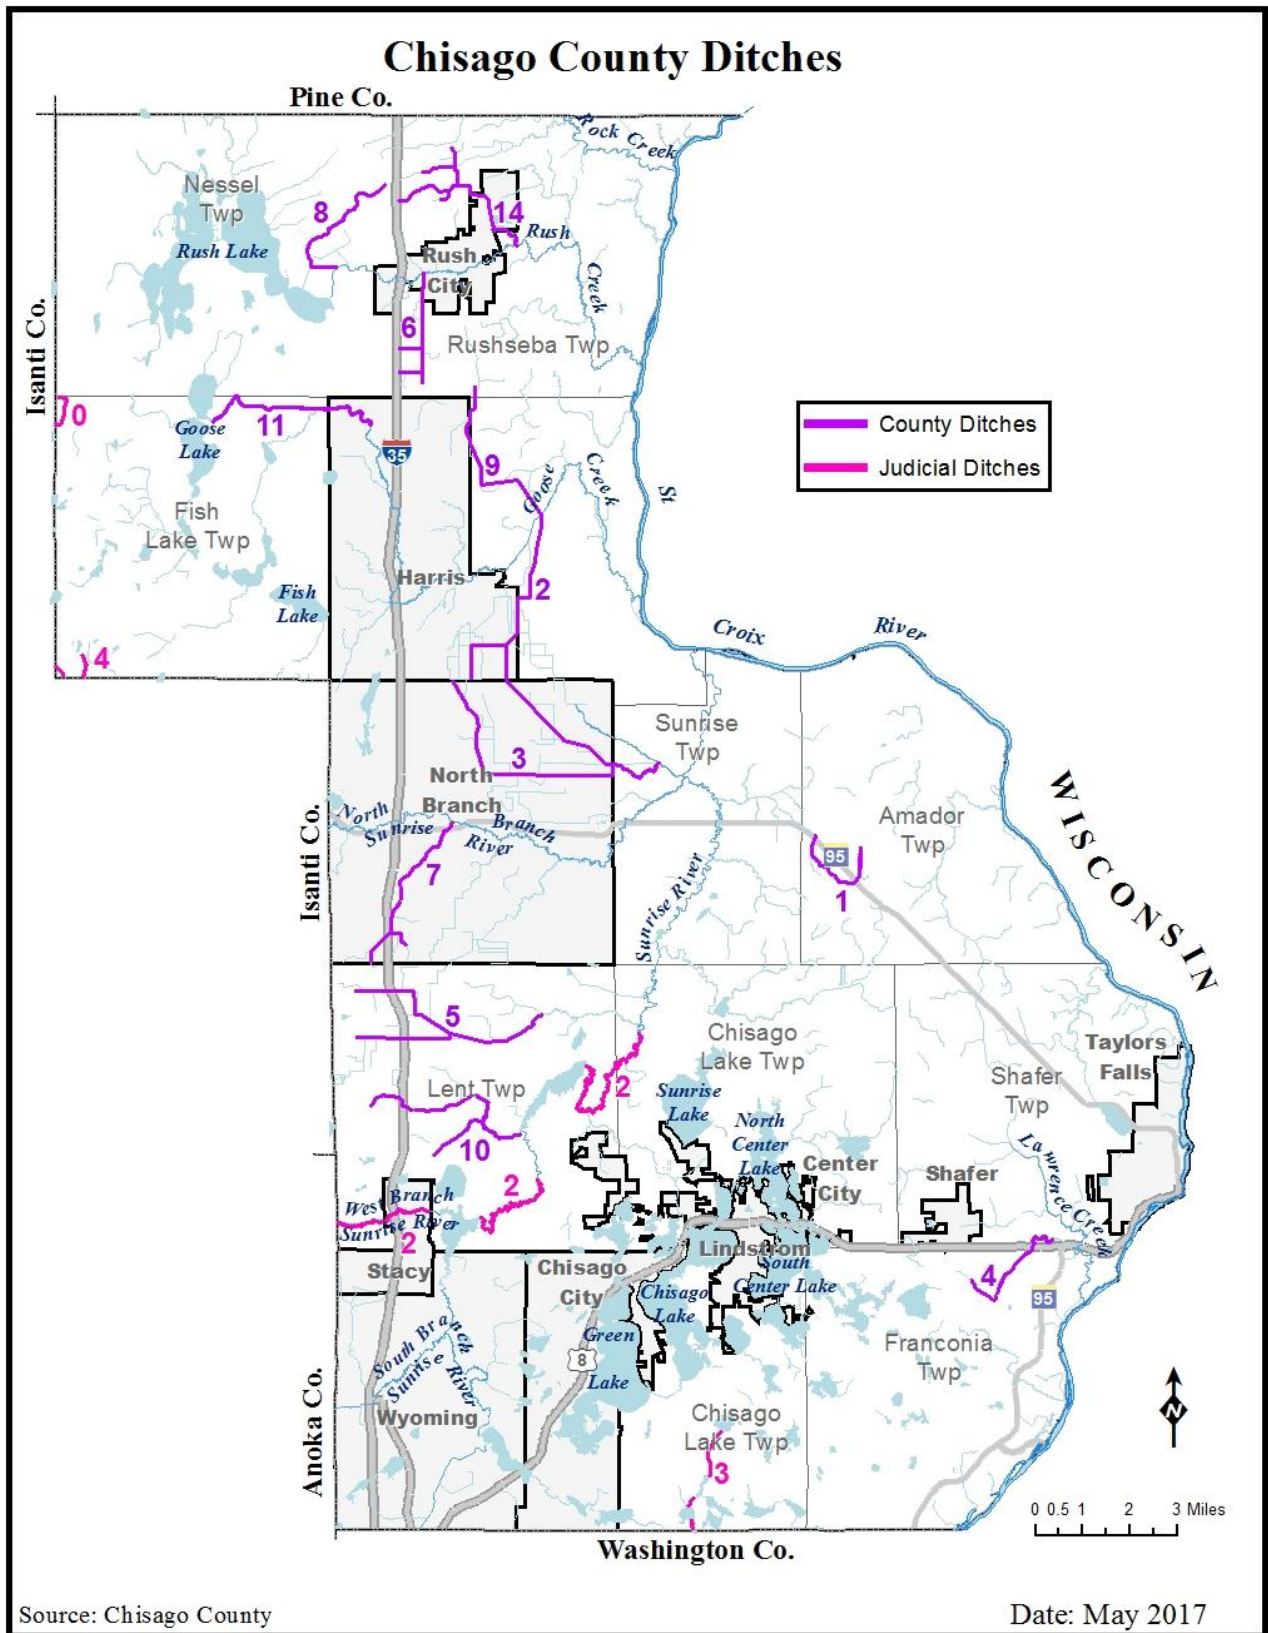 Chisago County Ditches
Pine Co.
Rock Creek
Nessel
Twp
8
14
Rush Lake
Rush
Rush
City
Creek
6
Rushseba Twp
Isanti Co.
0
11
Goose
Lake
35
9
Goose
Creek
St
County Ditches
Judicial Ditches
Fish
Lake Twp
Harris
2
Fish
Lake
4
Croix
River
Sunrise
Twp
3
North
Branch
North
Branch
Sunrise
River
Isanti Co.
7
Amador
Twp
95
1
WISCONSIN
Sunrise River
5
Chisago
Lake Twp
Taylors
Falls
Lent Twp
2
Sunrise
Lake
Shafer
Twp
North
Center
Lake
10
Center
City
Shafer
Lawrence Creek
2
West Branch
Sunrise River
2
Stacy
Lindstrom
South
Center Lake
Chisago
City
Chisago
Lake
4
95
Green
Lake
8
South Branch
Sunrise River
Franconia
Twp
Wyoming
Anoka Co.
Chisago
Lake Twp
3
N
0 0.5 1 2 3 Miles
Washington Co.
Source: Chisago County
Date: May 2017